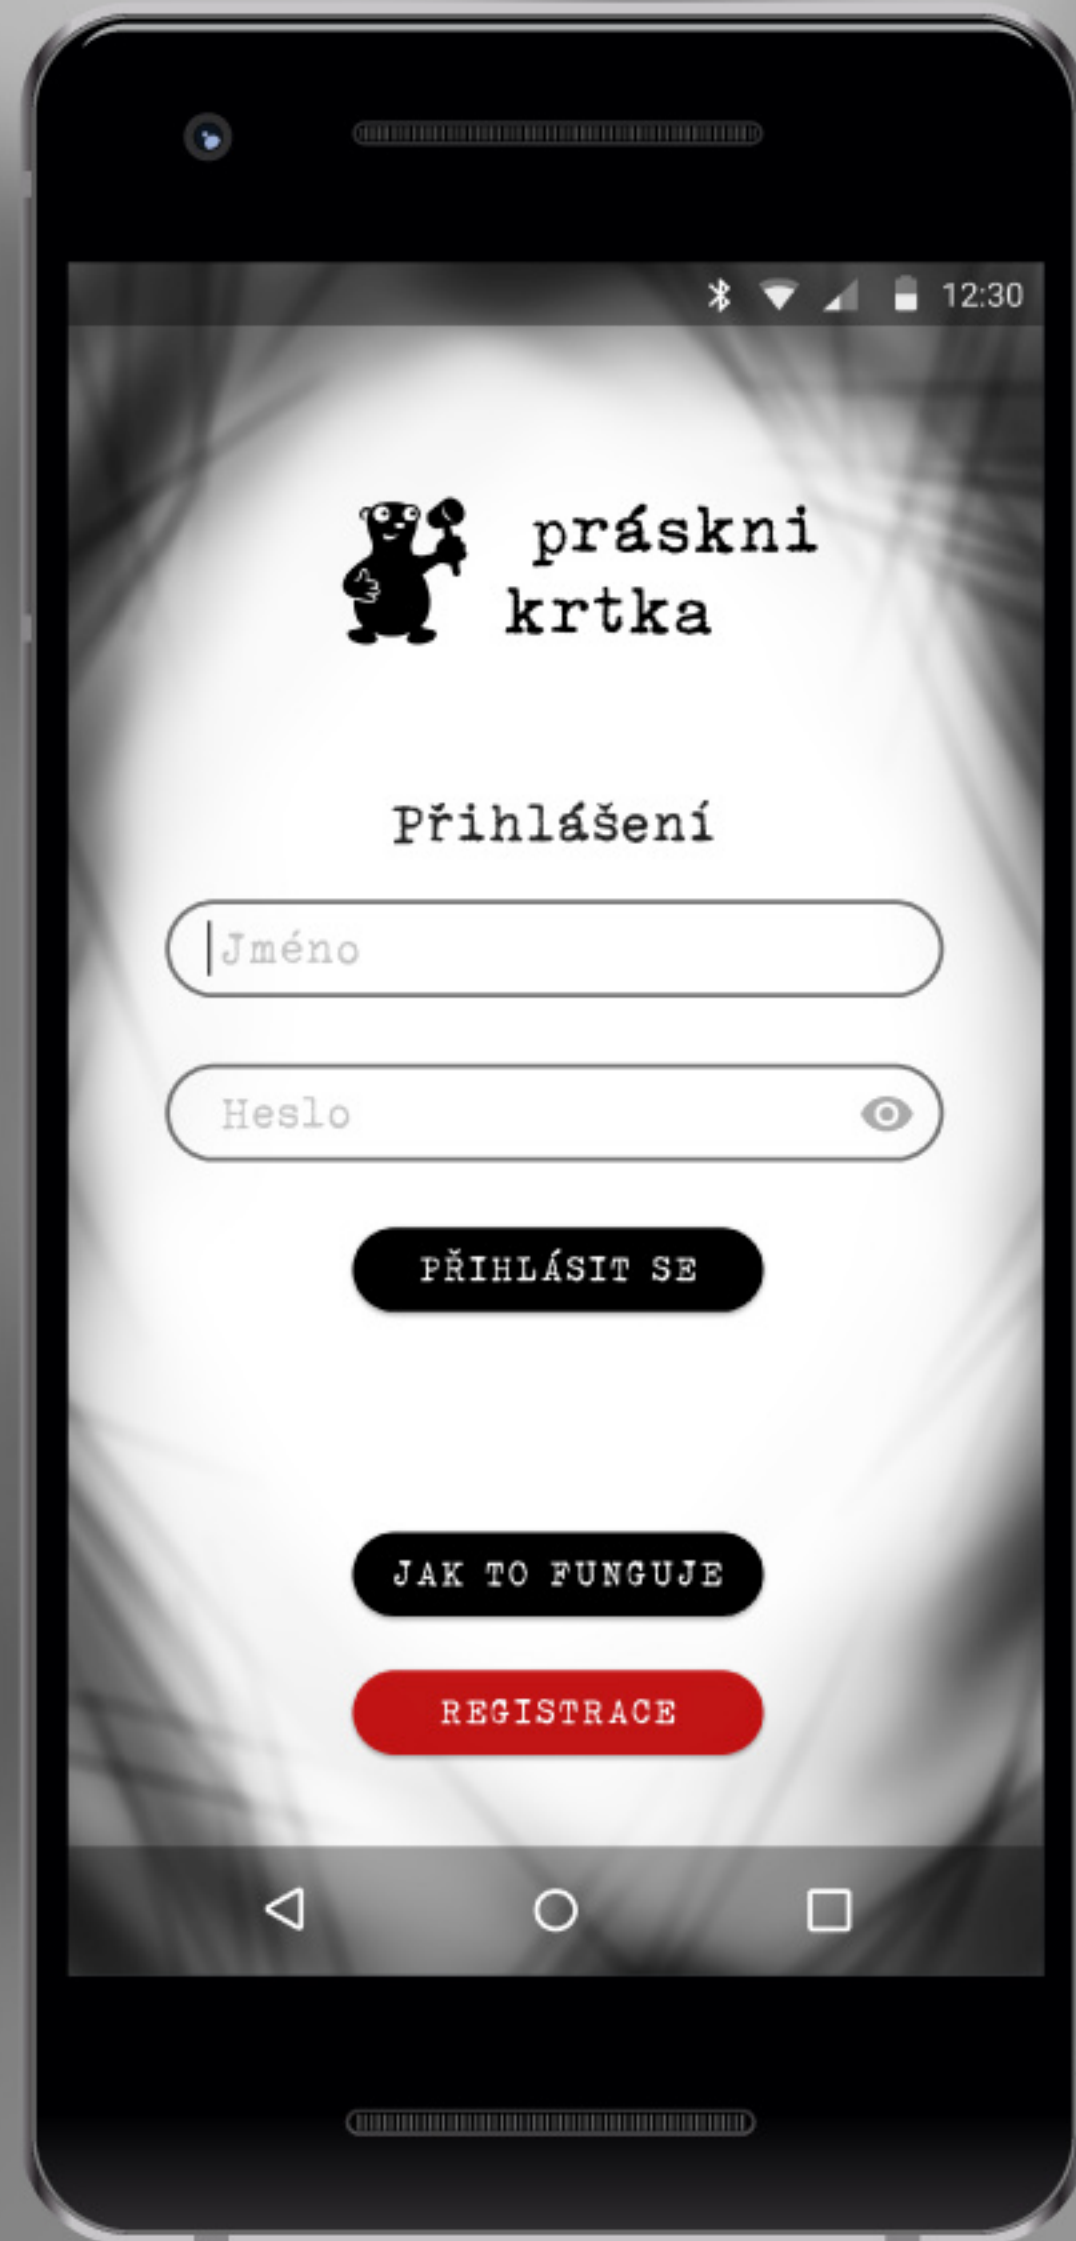 12:30
práskni
krtka
Přihlášení
Jméno
Heslo
PŘIHLÁSIT SE
JAK TO FUNGUJE
REGISTRACE